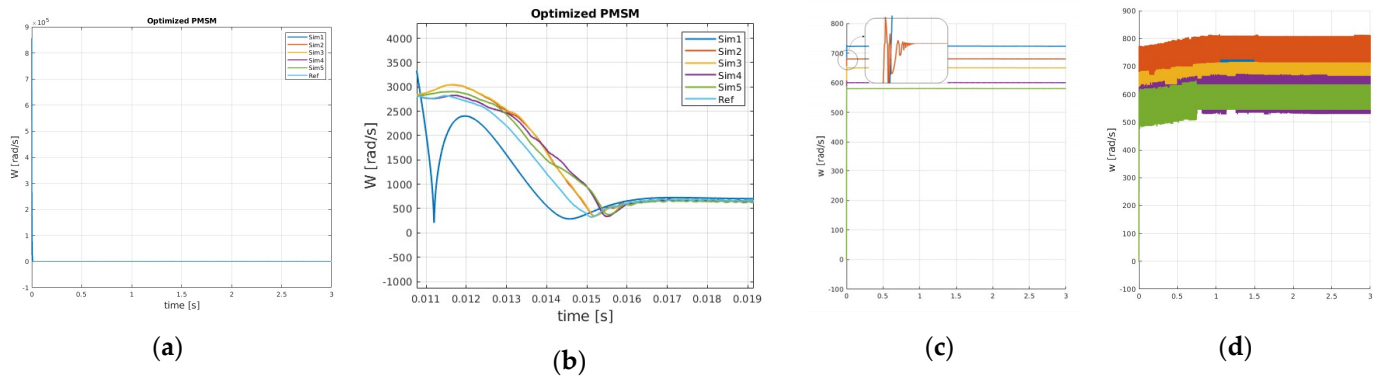 Optimized PMSM
×10⁵
9
8
7
6
5
4
3
2
1
0
-1
W [rad/s]
0 0.5 1 1.5 2 2.5 3
time [s]
Sim1
Sim2
Sim3
Sim4
Sim5
Ref
(a)
Optimized PMSM
4000
3500
3000
2500
2000
1500
1000
500
0
-500
-1000
W [rad/s]
0.011 0.012 0.013 0.014 0.015 0.016 0.017 0.018 0.019
time [s]
Sim1
Sim2
Sim3
Sim4
Sim5
Ref
(b)
800
700
600
500
400
300
200
100
0
-100
w [rad/s]
0 0.5 1 1.5 2 2.5 3
(c)
900
800
700
600
500
400
300
200
100
0
-100
w [rad/s]
0 0.5 1 1.5 2 2.5 3
(d)